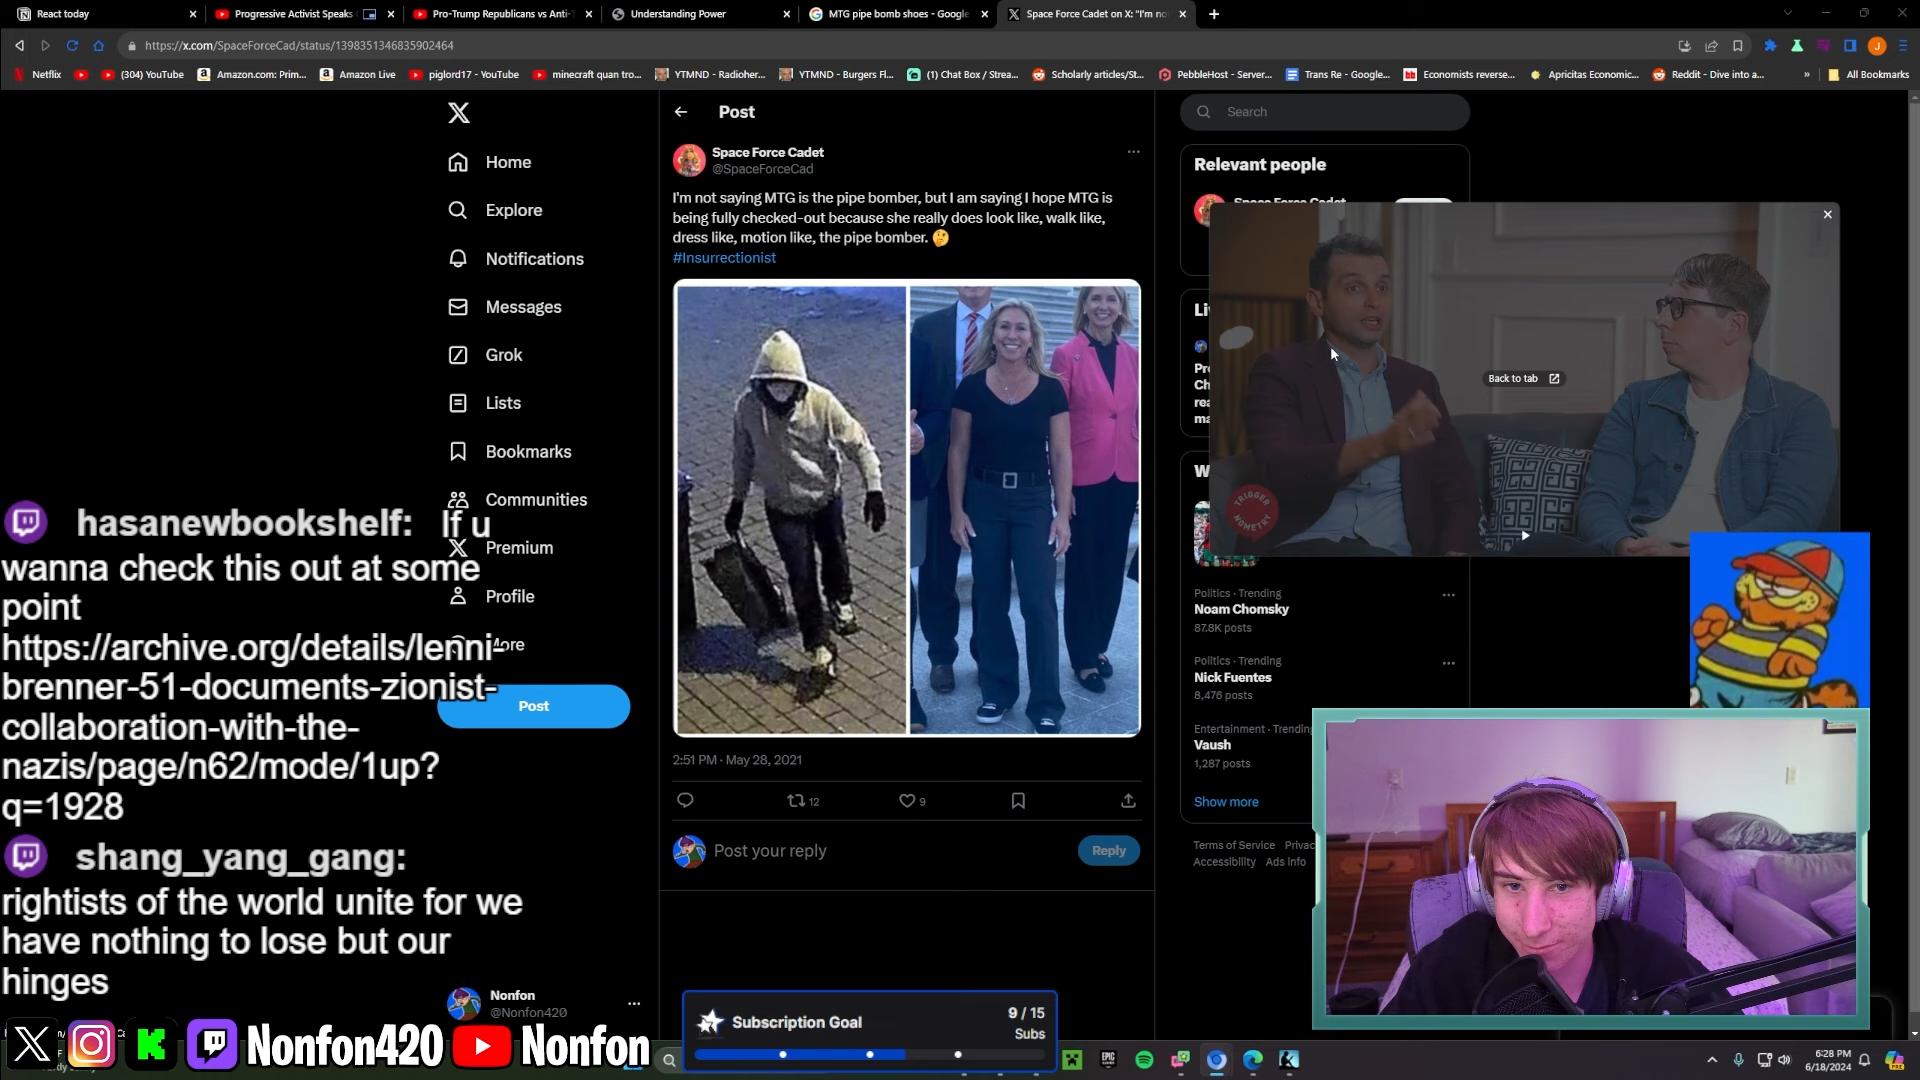 React today
Progressive Activist Speaks
Pro-Trump Republicans vs Anti-T
Understanding Power
MTG pipe bomb shoes - Google
Space Force Cadet on X: "I'm no
https://x.com/SpaceForceCad/status/1398351346835902464
J
Netflix
(304) YouTube
Amazon.com: Prim...
Amazon Live
piglord17 - YouTube
minecraft quan tro...
YTMND - Radioher...
YTMND - Burgers Fl...
(1) Chat Box / Strea...
Scholarly articles/St...
PebbleHost - Server...
Trans Re - Google...
Economists reverse...
Apricitas Economic...
Reddit - Dive into a...
All Bookmarks
Home
Explore
Notifications
Messages
Grok
Lists
Bookmarks
Communities
Premium
Profile
More
Post
Nonfon
@Nonfon420
Post
Space Force Cadet
@SpaceForceCad
I'm not saying MTG is the pipe bomber, but I am saying I hope MTG is
being fully checked-out because she really does look like, walk like,
dress like, motion like, the pipe bomber. 🤔
#Insurrectionist
2:51 PM · May 28, 2021
12
9
Post your reply
Reply
Search
Relevant people
Space Force Cadet
Back to tab
TRIGGER
NOMETRY
Politics · Trending
Noam Chomsky
87.8K posts
Politics · Trending
Nick Fuentes
8,476 posts
Entertainment · Trending
Vaush
1,287 posts
Show more
Terms of Service
Accessibility
Ads info
hasanewbookshelf: If u
wanna check this out at some
point
https://archive.org/details/lenni-
brenner-51-documents-zionist-
collaboration-with-the-
nazis/page/n62/mode/1up?
q=1928
shang_yang_gang:
rightists of the world unite for we
have nothing to lose but our
hinges
Nonfon420
Nonfon
Subscription Goal
9 / 15
Subs
EPIC
6:28 PM
6/18/2024